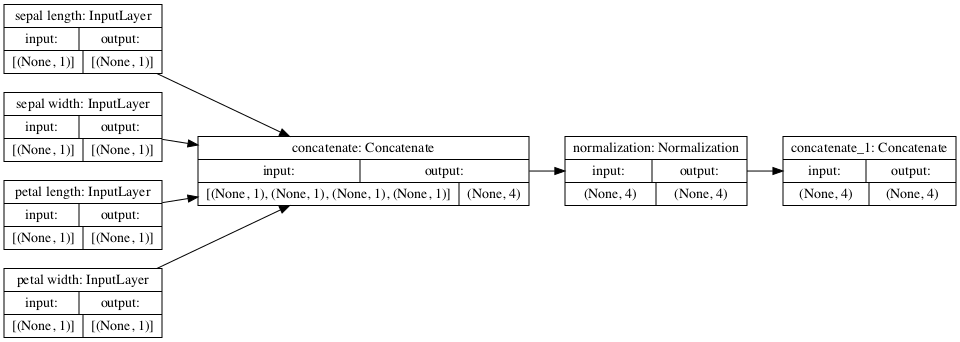 sepal length: InputLayer
input: output:
[(None, 1)] [(None, 1)]
sepal width: InputLayer
input: output:
[(None, 1)] [(None, 1)]
petal length: InputLayer
input: output:
[(None, 1)] [(None, 1)]
petal width: InputLayer
input: output:
[(None, 1)] [(None, 1)]
concatenate: Concatenate
input: output:
[(None, 1), (None, 1), (None, 1), (None, 1)] (None, 4)
normalization: Normalization
input: output:
(None, 4) (None, 4)
concatenate_1: Concatenate
input: output:
(None, 4) (None, 4)